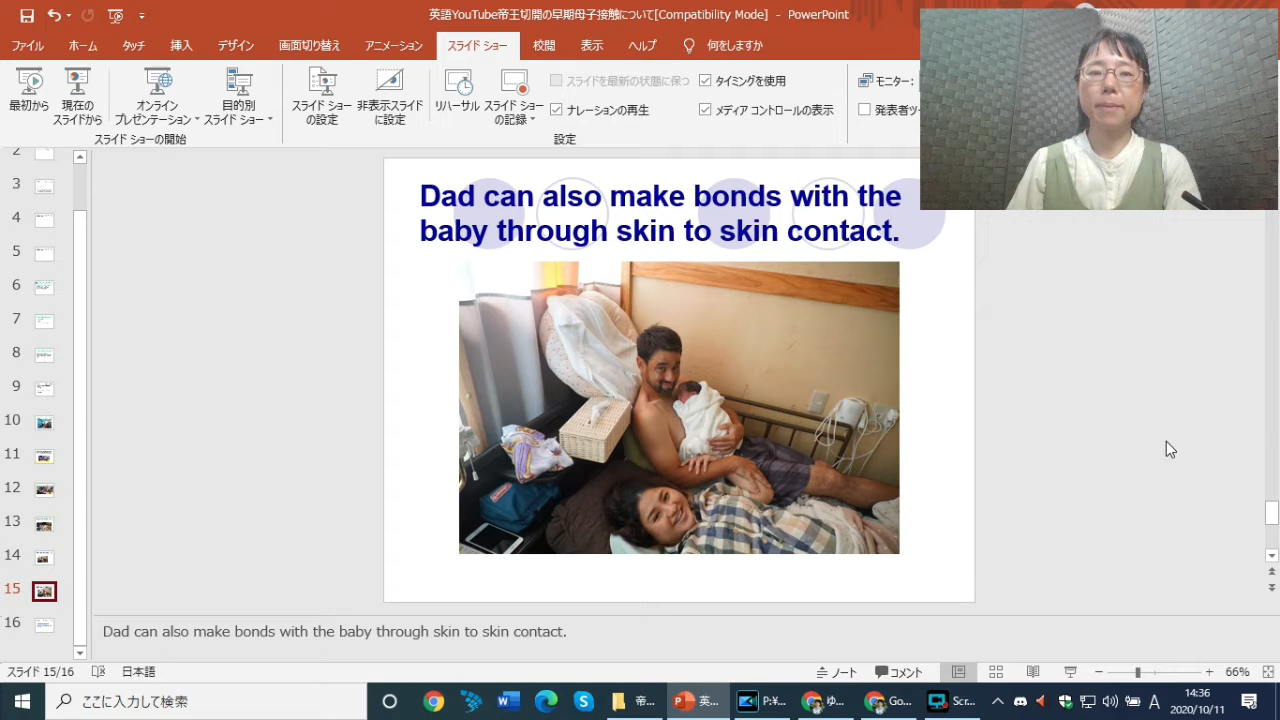 英語YouTube帝王切開の早期母子接触について[Compatibility Mode] - PowerPoint
ファイル ホーム タッチ 挿入 デザイン 画面切り替え アニメーション スライド ショー 校閲 表示 ヘルプ 何をしますか
最初から
現在の
スライドから
オンライン
プレゼンテーション
目的別
スライド ショー
スライド ショー
の設定
非表示スライド
に設定
リハーサル
スライド ショー
の記録
スライドを最新の状態に保つ
ナレーションの再生
タイミングを使用
メディア コントロールの表示
モニター:
発表者ツー
スライド ショーの開始
設定
2
3
4
5
6
7
8
9
10
11
12
13
14
15
16
Dad can also make bonds with the
baby through skin to skin contact.
Dad can also make bonds with the baby through skin to skin contact.
スライド 15/16 日本語 ノート コメント 66%
ここに入力して検索
帝... 英... P:¥... ゆ... Go... Scr...
A
14:36
2020/10/11